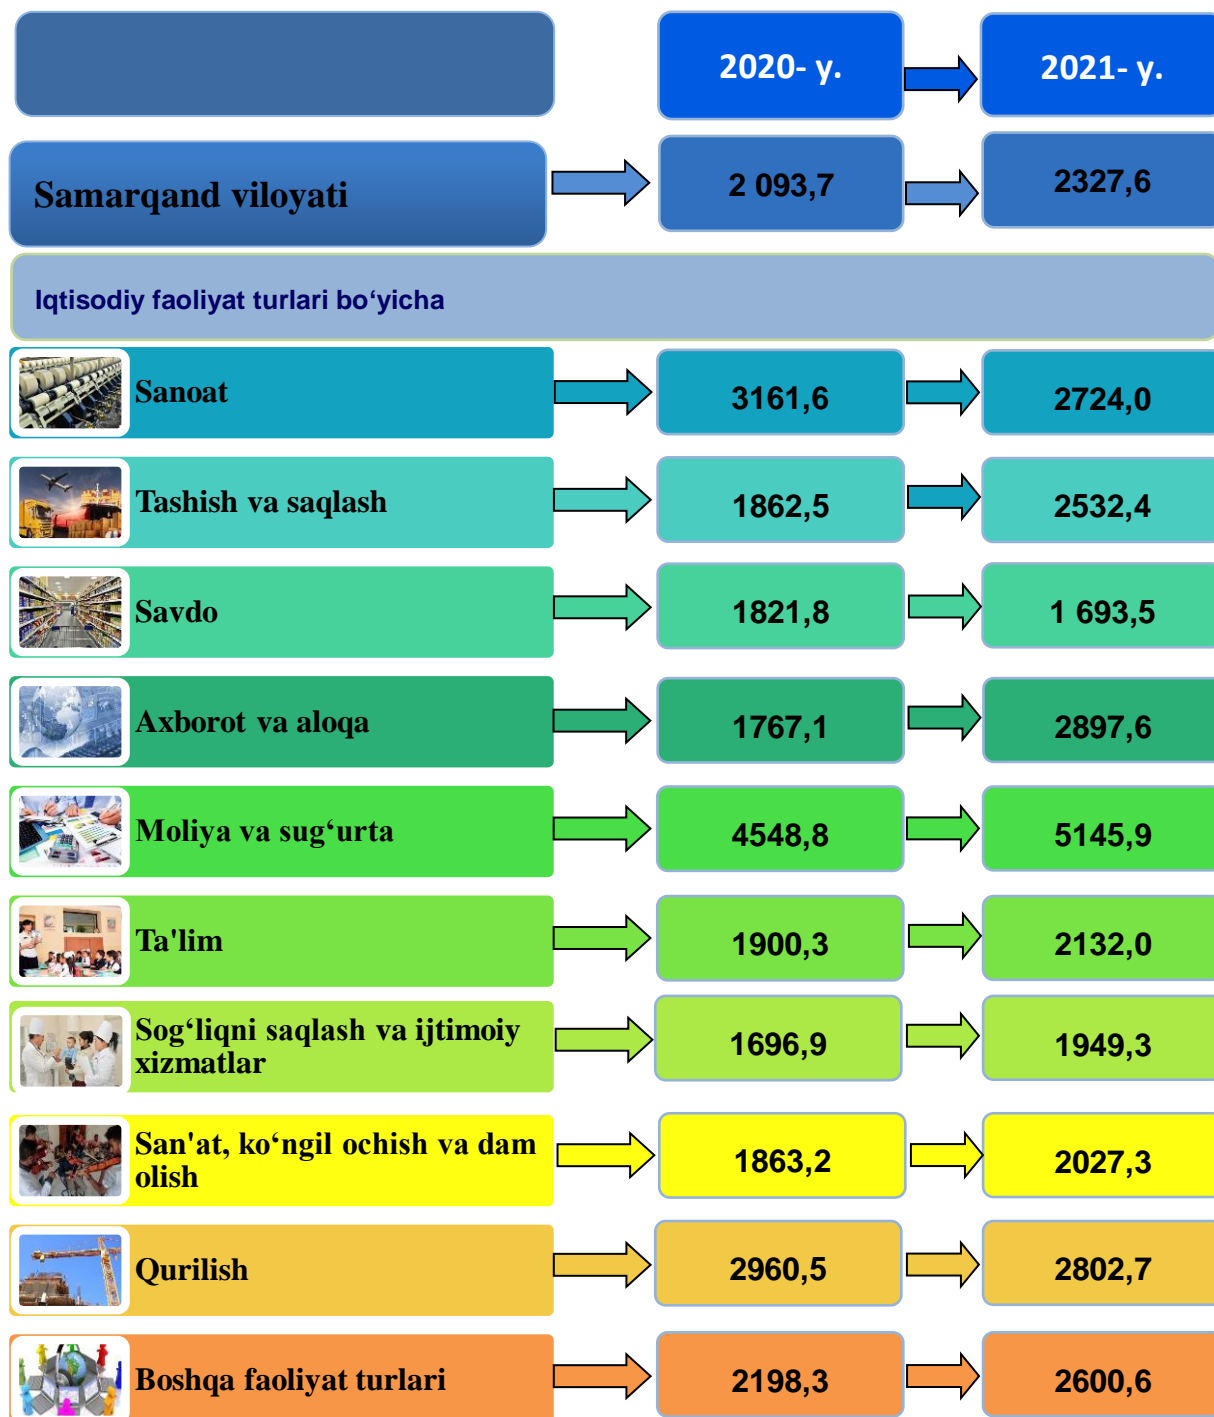 2020- y.
2021- y.
Samarqand viloyati
2 093,7
2327,6
Iqtisodiy faoliyat turlari bo‘yicha
Sanoat
3161,6
2724,0
Tashish va saqlash
1862,5
2532,4
Savdo
1821,8
1 693,5
Axborot va aloqa
1767,1
2897,6
Moliya va sug‘urta
4548,8
5145,9
Ta'lim
1900,3
2132,0
Sog‘liqni saqlash va ijtimoiy
xizmatlar
1696,9
1949,3
San'at, ko‘ngil ochish va dam
olish
1863,2
2027,3
Qurilish
2960,5
2802,7
Boshqa faoliyat turlari
2198,3
2600,6